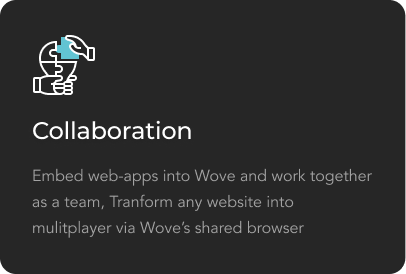 Collaboration
Embed web-apps into Wove and work together
as a team, Tranform any website into
mulitplayer via Wove's shared browser